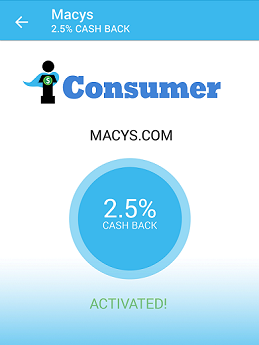 Macys
2.5% CASH BACK
$
iConsumer
MACYS.COM
2.5%
CASH BACK
ACTIVATED!